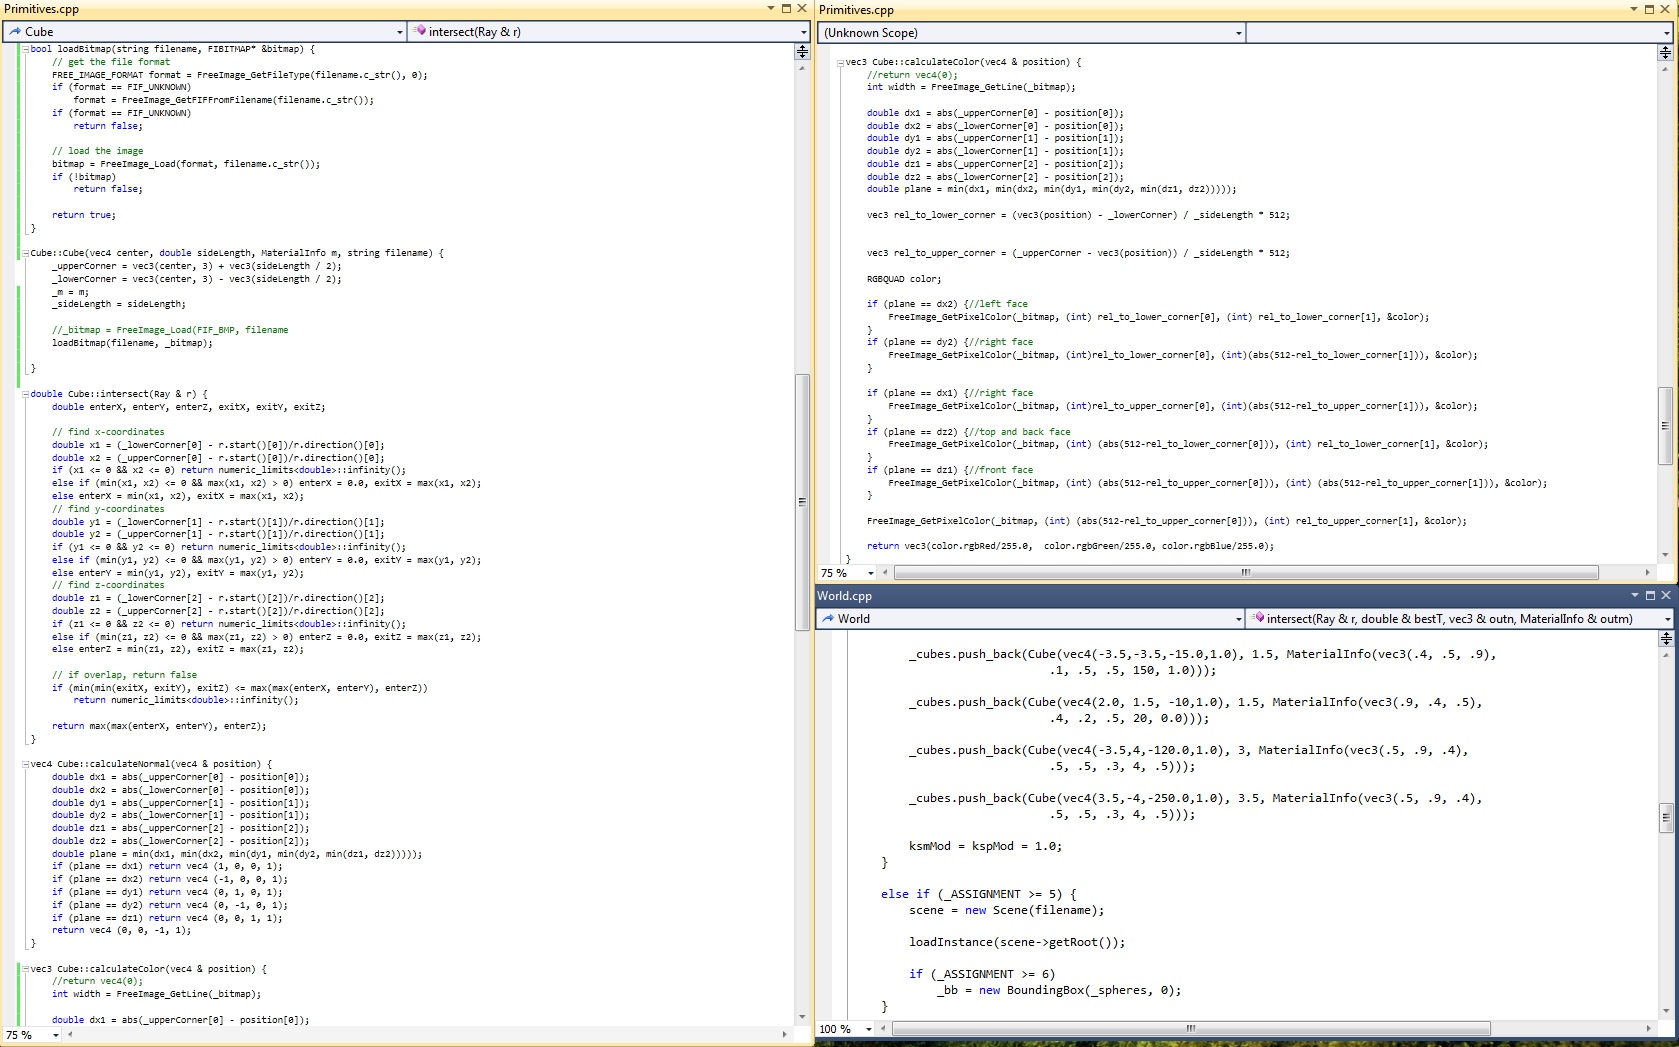 Primitives.cpp
Cube
intersect(Ray & r)
bool loadBitmap(string filename, FIBITMAP* &bitmap) {
// get the file format
FREE_IMAGE_FORMAT format = FreeImage_GetFileType(filename.c_str(), 0);
if (format == FIF_UNKNOWN)
format = FreeImage_GetFIFFromFilename(filename.c_str());
if (format == FIF_UNKNOWN)
return false;
// load the image
bitmap = FreeImage_Load(format, filename.c_str());
if (!bitmap)
return false;
return true;
}
Cube::Cube(vec4 center, double sideLength, MaterialInfo m, string filename) {
_upperCorner = vec3(center, 3) + vec3(sideLength / 2);
_lowerCorner = vec3(center, 3) - vec3(sideLength / 2);
_m = m;
_sideLength = sideLength;
//_bitmap = FreeImage_Load(FIF_BMP, filename
loadBitmap(filename, _bitmap);
}
double Cube::intersect(Ray & r) {
double enterX, enterY, enterZ, exitX, exitY, exitZ;
// find x-coordinates
double x1 = (_lowerCorner[0] - r.start()[0])/r.direction()[0];
double x2 = (_upperCorner[0] - r.start()[0])/r.direction()[0];
if (x1 <= 0 && x2 <= 0) return numeric_limits<double>::infinity();
else if (min(x1, x2) <= 0 && max(x1, x2) > 0) enterX = 0.0, exitX = max(x1, x2);
else enterX = min(x1, x2), exitX = max(x1, x2);
// find y-coordinates
double y1 = (_lowerCorner[1] - r.start()[1])/r.direction()[1];
double y2 = (_upperCorner[1] - r.start()[1])/r.direction()[1];
if (y1 <= 0 && y2 <= 0) return numeric_limits<double>::infinity();
else if (min(y1, y2) <= 0 && max(y1, y2) > 0) enterY = 0.0, exitY = max(y1, y2);
else enterY = min(y1, y2), exitY = max(y1, y2);
// find z-coordinates
double z1 = (_lowerCorner[2] - r.start()[2])/r.direction()[2];
double z2 = (_upperCorner[2] - r.start()[2])/r.direction()[2];
if (z1 <= 0 && z2 <= 0) return numeric_limits<double>::infinity();
else if (min(z1, z2) <= 0 && max(z1, z2) > 0) enterZ = 0.0, exitZ = max(z1, z2);
else enterZ = min(z1, z2), exitZ = max(z1, z2);
// if overlap, return false
if (min(min(exitX, exitY), exitZ) <= max(max(enterX, enterY), enterZ))
return numeric_limits<double>::infinity();
return max(max(enterX, enterY), enterZ);
}
vec4 Cube::calculateNormal(vec4 & position) {
double dx1 = abs(_upperCorner[0] - position[0]);
double dx2 = abs(_lowerCorner[0] - position[0]);
double dy1 = abs(_upperCorner[1] - position[1]);
double dy2 = abs(_lowerCorner[1] - position[1]);
double dz1 = abs(_upperCorner[2] - position[2]);
double dz2 = abs(_lowerCorner[2] - position[2]);
double plane = min(dx1, min(dx2, min(dy1, min(dy2, min(dz1, dz2)))));
if (plane == dx1) return vec4 (1, 0, 0, 1);
if (plane == dx2) return vec4 (-1, 0, 0, 1);
if (plane == dy1) return vec4 (0, 1, 0, 1);
if (plane == dy2) return vec4 (0, -1, 0, 1);
if (plane == dz1) return vec4 (0, 0, 1, 1);
return vec4 (0, 0, -1, 1);
}
vec3 Cube::calculateColor(vec4 & position) {
//return vec4(0);
int width = FreeImage_GetLine(_bitmap);
double dx1 = abs(_upperCorner[0] - position[0]);
75 %
Primitives.cpp
(Unknown Scope)
vec3 Cube::calculateColor(vec4 & position) {
//return vec4(0);
int width = FreeImage_GetLine(_bitmap);
double dx1 = abs(_upperCorner[0] - position[0]);
double dx2 = abs(_lowerCorner[0] - position[0]);
double dy1 = abs(_upperCorner[1] - position[1]);
double dy2 = abs(_lowerCorner[1] - position[1]);
double dz1 = abs(_upperCorner[2] - position[2]);
double dz2 = abs(_lowerCorner[2] - position[2]);
double plane = min(dx1, min(dx2, min(dy1, min(dy2, min(dz1, dz2)))));
vec3 rel_to_lower_corner = (vec3(position) - _lowerCorner) / _sideLength * 512;
vec3 rel_to_upper_corner = (_upperCorner - vec3(position)) / _sideLength * 512;
RGBQUAD color;
if (plane == dx2) {//left face
FreeImage_GetPixelColor(_bitmap, (int) rel_to_lower_corner[0], (int) rel_to_lower_corner[1], &color);
}
if (plane == dy2) {//right face
FreeImage_GetPixelColor(_bitmap, (int)rel_to_lower_corner[0], (int)(abs(512-rel_to_lower_corner[1])), &color);
}
if (plane == dx1) {//right face
FreeImage_GetPixelColor(_bitmap, (int)rel_to_upper_corner[0], (int)(abs(512-rel_to_upper_corner[1])), &color);
}
if (plane == dz2) {//top and back face
FreeImage_GetPixelColor(_bitmap, (int) (abs(512-rel_to_lower_corner[0])), (int) rel_to_lower_corner[1], &color);
}
if (plane == dz1) {//front face
FreeImage_GetPixelColor(_bitmap, (int) (abs(512-rel_to_upper_corner[0])), (int) (abs(512-rel_to_upper_corner[1])), &color);
}
FreeImage_GetPixelColor(_bitmap, (int) (abs(512-rel_to_upper_corner[0])), (int) rel_to_upper_corner[1], &color);
return vec3(color.rgbRed/255.0,  color.rgbGreen/255.0, color.rgbBlue/255.0);
}
75 %
World.cpp
World
intersect(Ray & r, double & bestT, vec3 & outn, MaterialInfo & outm)
_cubes.push_back(Cube(vec4(-3.5,-3.5,-15.0,1.0), 1.5, MaterialInfo(vec3(.4, .5, .9),
.1, .5, .5, 150, 1.0)));
_cubes.push_back(Cube(vec4(2.0, 1.5, -10,1.0), 1.5, MaterialInfo(vec3(.9, .4, .5),
.4, .2, .5, 20, 0.0)));
_cubes.push_back(Cube(vec4(-3.5,4,-120.0,1.0), 3, MaterialInfo(vec3(.5, .9, .4),
.5, .5, .3, 4, .5)));
_cubes.push_back(Cube(vec4(3.5,-4,-250.0,1.0), 3.5, MaterialInfo(vec3(.5, .9, .4),
.5, .5, .3, 4, .5)));
ksmMod = kspMod = 1.0;
}
else if (_ASSIGNMENT >= 5) {
scene = new Scene(filename);
loadInstance(scene->getRoot());
if (_ASSIGNMENT >= 6)
_bb = new BoundingBox(_spheres, 0);
}
100 %